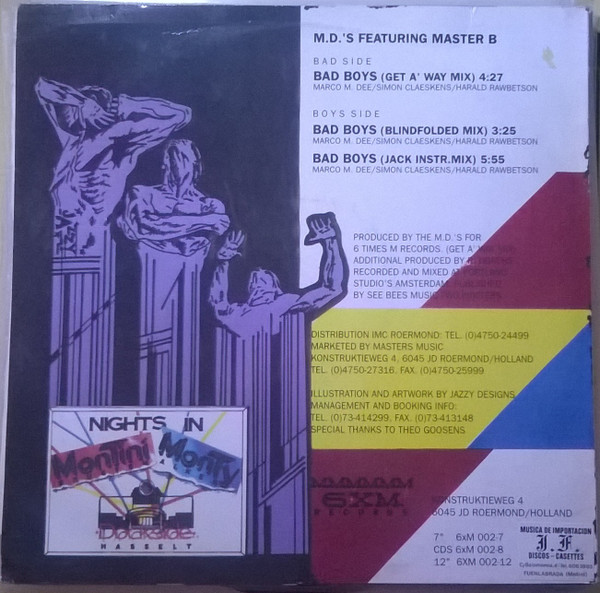 M.D.'S FEATURING MASTER B
BAD SIDE
BAD BOYS (GET A' WAY MIX) 4:27
MARCO M. DEE/SIMON CLAESKENS/HARALD RAWBETSON
BOYS SIDE
BAD BOYS (BLINDFOLDED MIX) 3:25
MARCO M. DEE/SIMON CLAESKENS/HARALD RAWBETSON
BAD BOYS (JACK INSTR.MIX) 5:55
MARCO M. DEE/SIMON CLAESKENS/HARALD RAWBETSON
PRODUCED BY THE M.D.'S FOR
6 TIMES M RECORDS. (GET A' WAY MIX)
ADDITIONAL PRODUCED BY
RECORDED AND MIXED AT
STUDIO'S AMSTERDAM.
BY SEE BEES MUSIC
DISTRIBUTION IMC ROERMOND: TEL. (0)4750-24499
MARKETED BY MASTERS MUSIC
KONSTRUKTIEWEG 4, 6045 JD ROERMOND/HOLLAND
TEL. (0)4750-27316. FAX. (0)4750-25999
ILLUSTRATION AND ARTWORK BY JAZZY DESIGNS
MANAGEMENT AND BOOKING INFO:
TEL. (0)73-414299. FAX. (0)73-413148
SPECIAL THANKS TO THEO GOOSENS
NIGHTS IN
Montini & Monty
Dockside
HASSELT
6XM
RECORDS
KONSTRUKTIEWEG 4
6045 JD ROERMOND/HOLLAND
7" 6xM 002-7
CDS 6xM 002-8
12" 6XM 002-12
MUSICA DE IMPORTACION
J. F.
DISCOS - CASETTES
FUENLABRADA (Madrid)